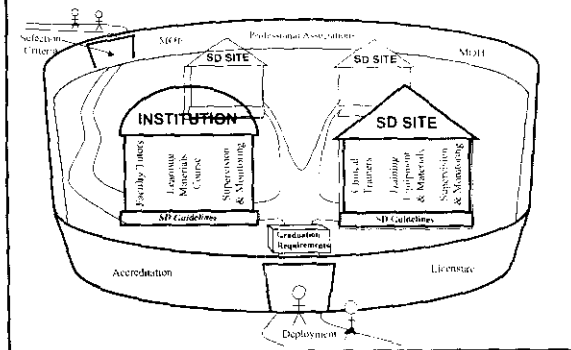 Selection
Criteria
MOE
Professional Associations
MOH
SD SITE
SD SITE
INSTITUTION
Faculty/Tutors
Learning
Materials
Course
Supervision
& Monitoring
SD Guidelines
SD SITE
Clinical
Trainers
Training
Equipment
& Materials
Supervision
& Monitoring
SD Guidelines
Graduation
Requirements
Accreditation
Licensure
Deployment